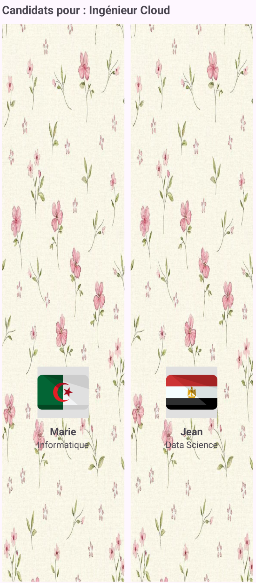 Candidats pour : Ingénieur Cloud
Marie
Informatique
Jean
Data Science